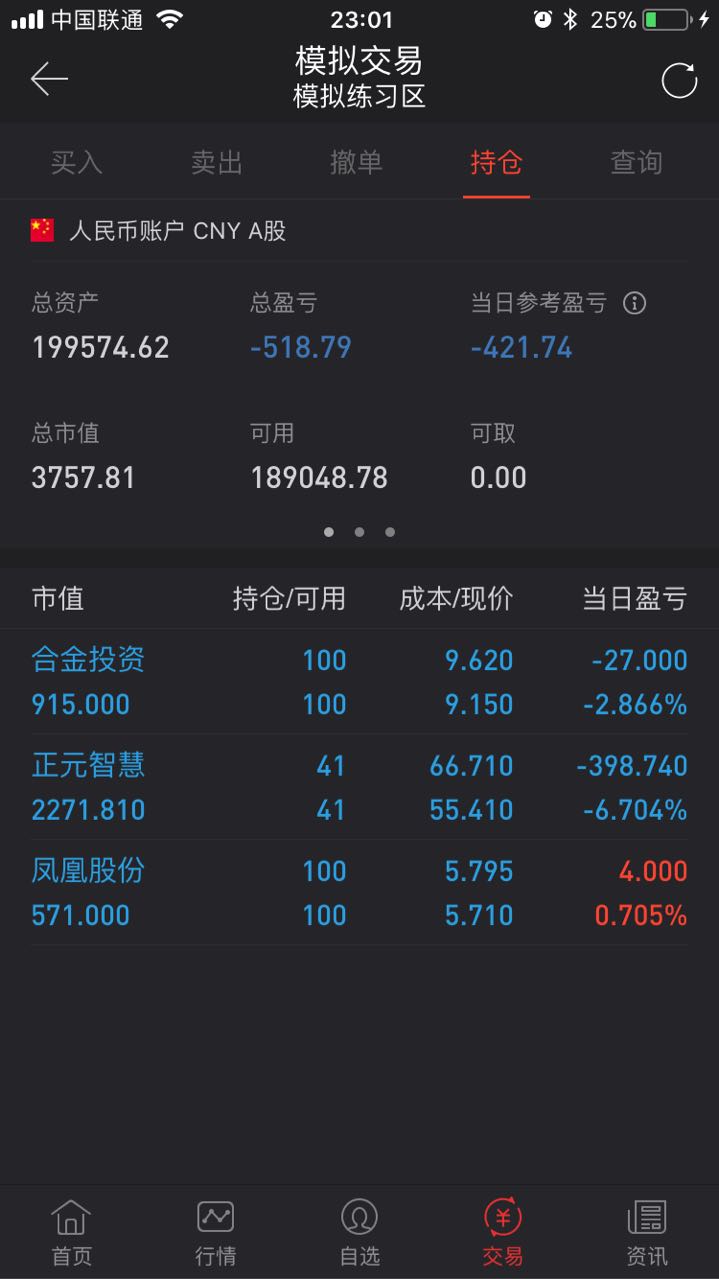 中国联通 23:01 25%
模拟交易
模拟练习区
买入 卖出 撤单 持仓 查询
人民币账户 CNY A股
总资产 总盈亏 当日参考盈亏
199574.62 -518.79 -421.74
总市值 可用 可取
3757.81 189048.78 0.00
市值 持仓/可用 成本/现价 当日盈亏
合金投资 100 9.620 -27.000
915.000 100 9.150 -2.866%
正元智慧 41 66.710 -398.740
2271.810 41 55.410 -6.704%
凤凰股份 100 5.795 4.000
571.000 100 5.710 0.705%
首页 行情 自选 交易 资讯